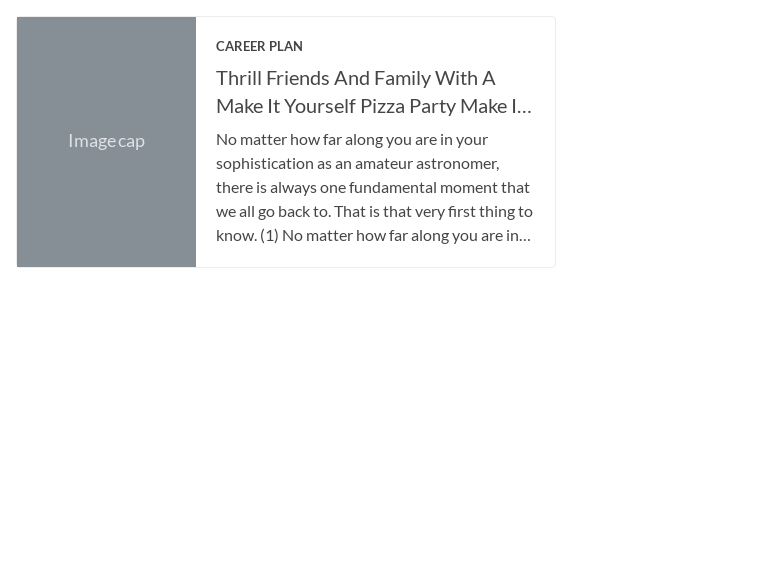 Image cap
CAREER PLAN
Thrill Friends And Family With A
Make It Yourself Pizza Party Make I…
No matter how far along you are in your
sophistication as an amateur astronomer,
there is always one fundamental moment that
we all go back to. That is that very first thing to
know. (1) No matter how far along you are in…